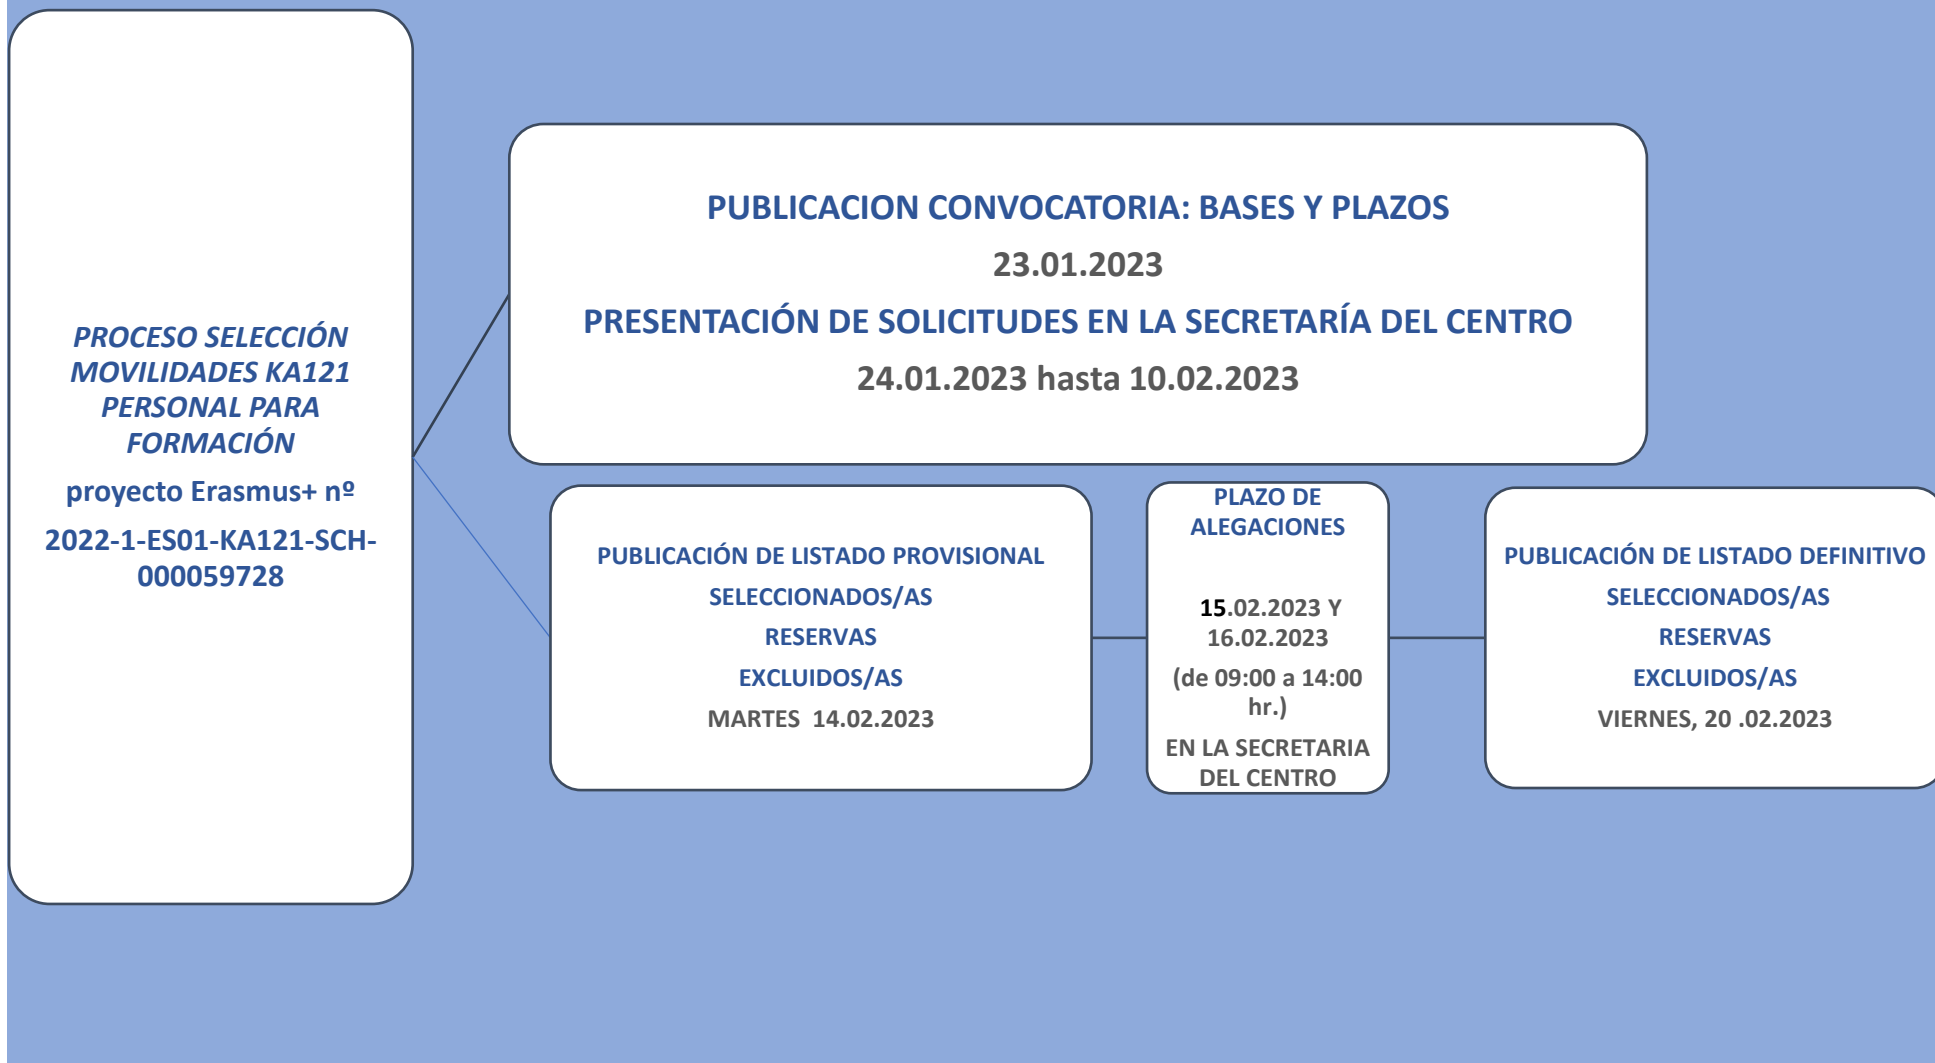 PROCESO SELECCIÓN
MOVILIDADES KA121
PERSONAL PARA
FORMACIÓN
proyecto Erasmus+ nº
2022-1-ES01-KA121-SCH-
000059728
PUBLICACION CONVOCATORIA: BASES Y PLAZOS
23.01.2023
PRESENTACIÓN DE SOLICITUDES EN LA SECRETARÍA DEL CENTRO
24.01.2023 hasta 10.02.2023
PUBLICACIÓN DE LISTADO PROVISIONAL
SELECCIONADOS/AS
RESERVAS
EXCLUIDOS/AS
MARTES  14.02.2023
PLAZO DE
ALEGACIONES
15.02.2023 Y
16.02.2023
(de 09:00 a 14:00
hr.)
EN LA SECRETARIA
DEL CENTRO
PUBLICACIÓN DE LISTADO DEFINITIVO
SELECCIONADOS/AS
RESERVAS
EXCLUIDOS/AS
VIERNES, 20 .02.2023